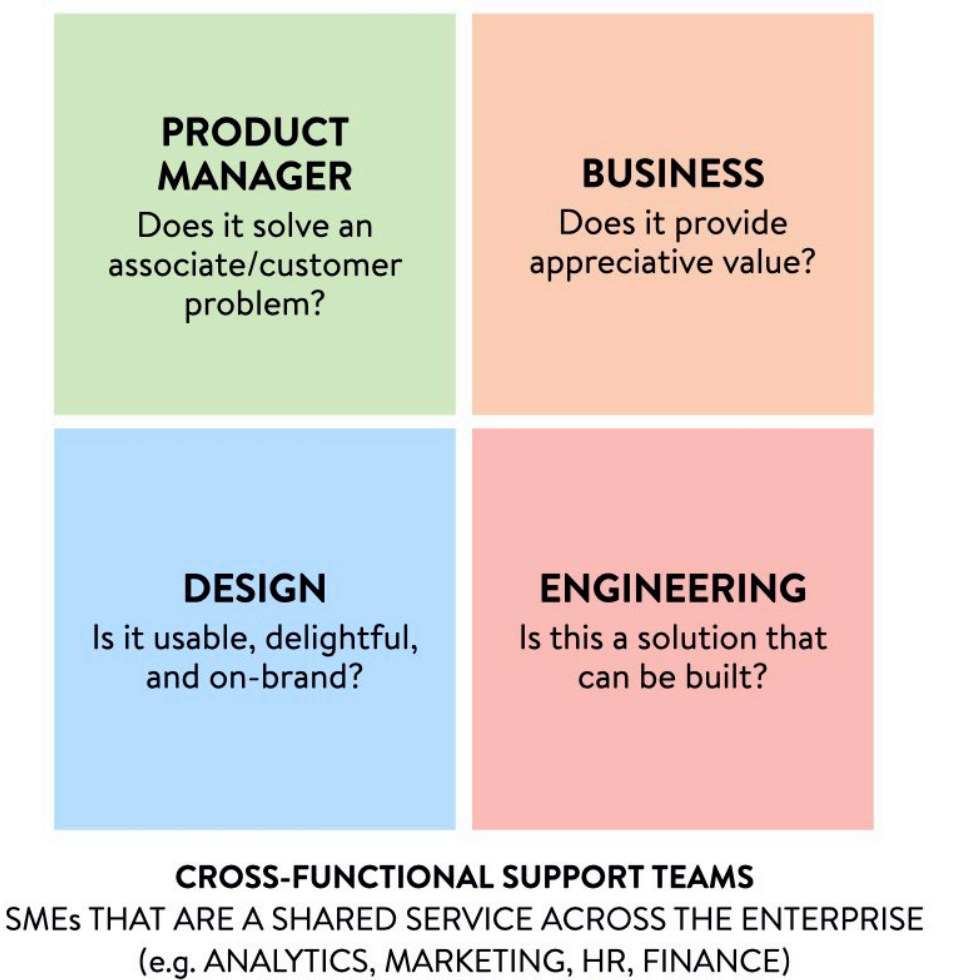 PRODUCT
MANAGER
Does it solve an
associate/customer
problem?
BUSINESS
Does it provide
appreciative value?
DESIGN
Is it usable, delightful,
and on-brand?
ENGINEERING
Is this a solution that
can be built?
CROSS-FUNCTIONAL SUPPORT TEAMS
SMEs THAT ARE A SHARED SERVICE ACROSS THE ENTERPRISE
(e.g. ANALYTICS, MARKETING, HR, FINANCE)